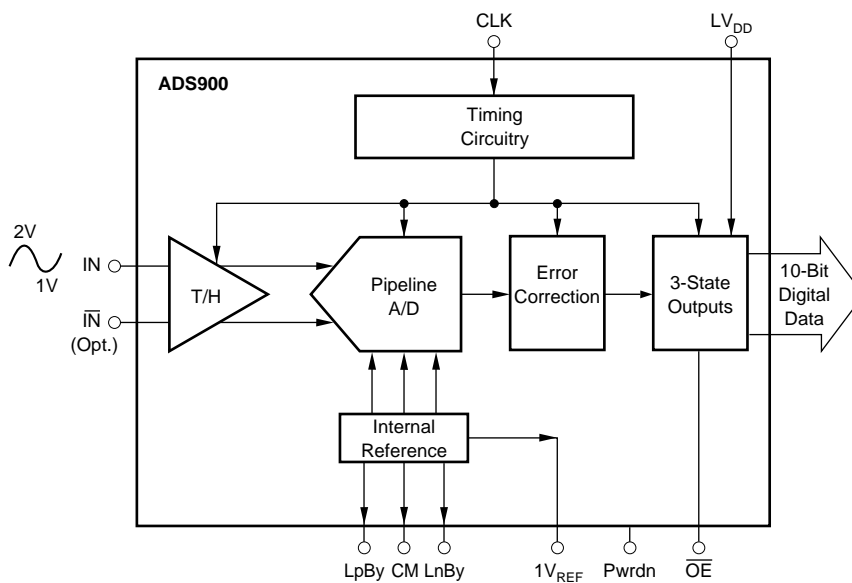 CLK
LVDD
ADS900
Timing
Circuitry
2V
1V
IN
IN
(Opt.)
T/H
Pipeline
A/D
Error
Correction
3-State
Outputs
10-Bit
Digital
Data
Internal
Reference
LpBy
CM
LnBy
1VREF
Pwrdn
OE